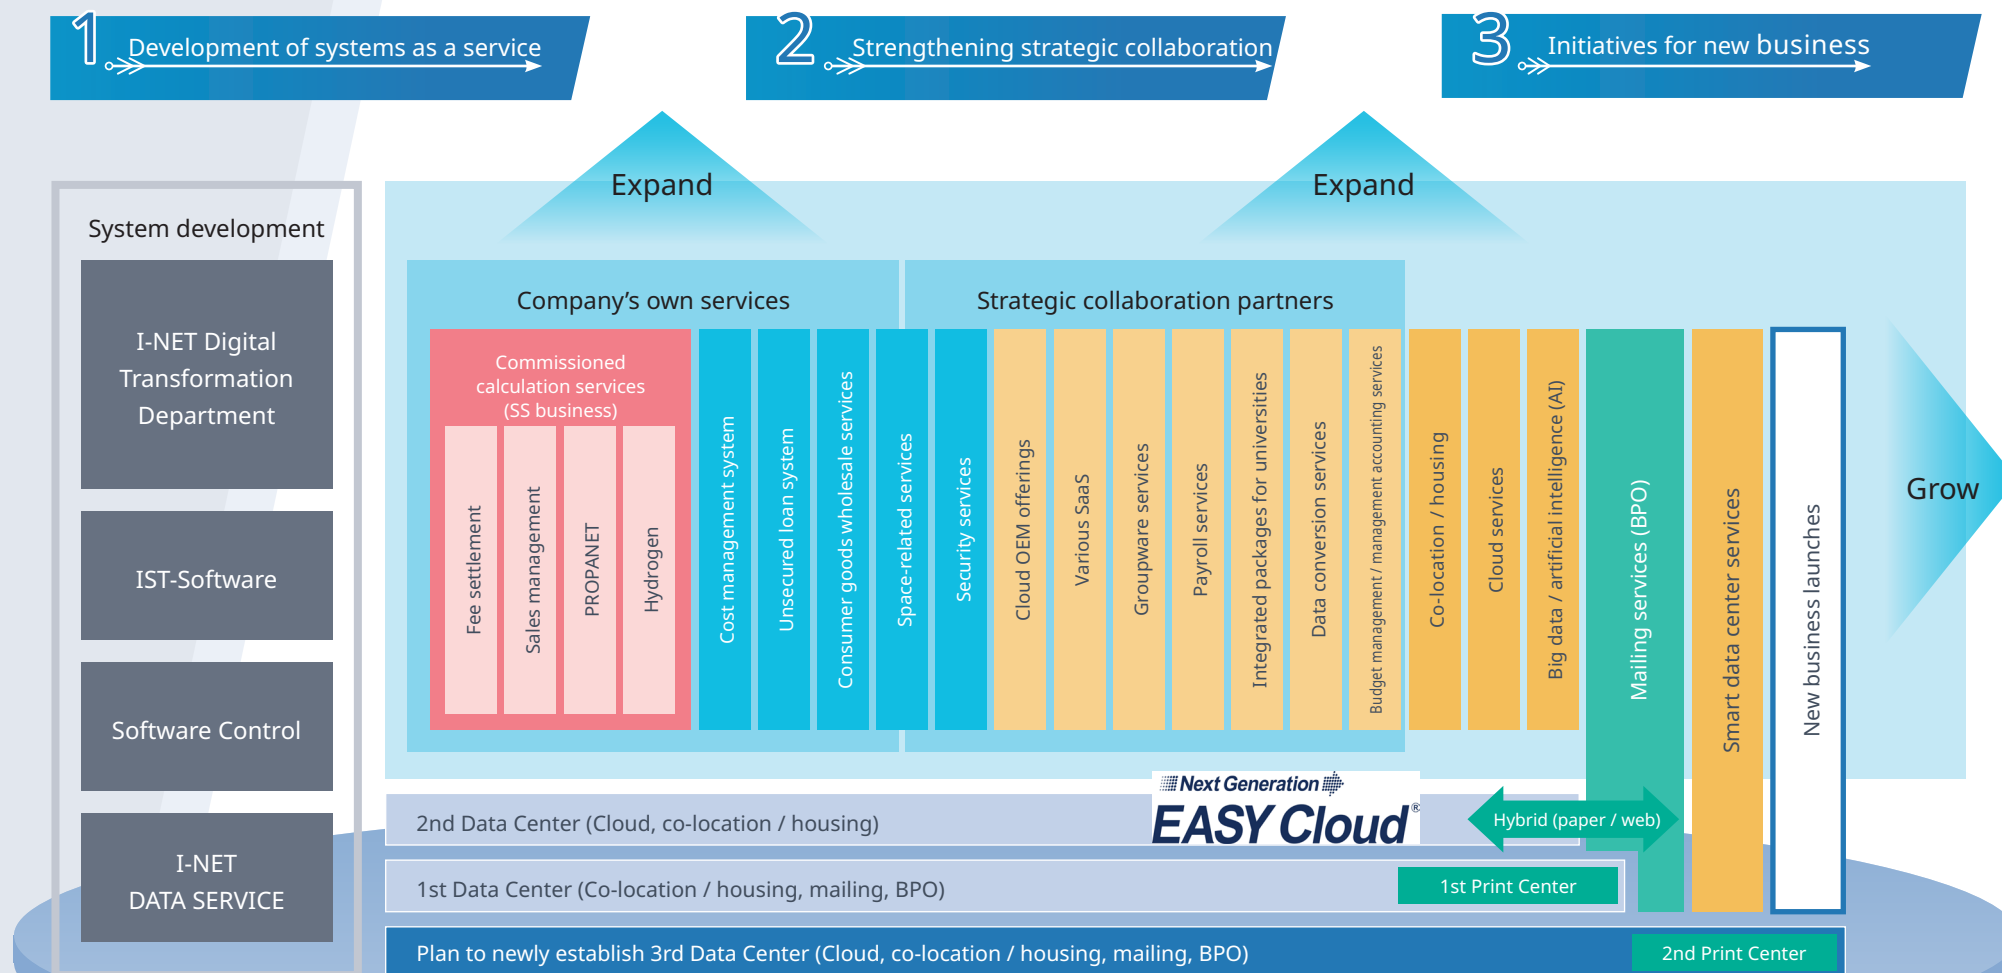 1 Development of systems as a service
2 Strengthening strategic collaboration
3 Initiatives for new business
Expand
Expand
System development
I-NET Digital
Transformation
Department
IST-Software
Software Control
I-NET
DATA SERVICE
Company’s own services
Strategic collaboration partners
Commissioned
calculation services
(SS business)
Fee settlement
Sales management
PROPANET
Hydrogen
Cost management system
Unsecured loan system
Consumer goods wholesale services
Space-related services
Security services
Cloud OEM offerings
Various SaaS
Groupware services
Payroll services
Integrated packages for universities
Data conversion services
Budget management / management accounting services
Co-location / housing
Cloud services
Big data / artificial intelligence (AI)
Mailing services (BPO)
Smart data center services
New business launches
Grow
2nd Data Center (Cloud, co-location / housing)
Next Generation
EASY Cloud®
Hybrid (paper / web)
1st Data Center (Co-location / housing, mailing, BPO)
1st Print Center
Plan to newly establish 3rd Data Center (Cloud, co-location / housing, mailing, BPO)
2nd Print Center